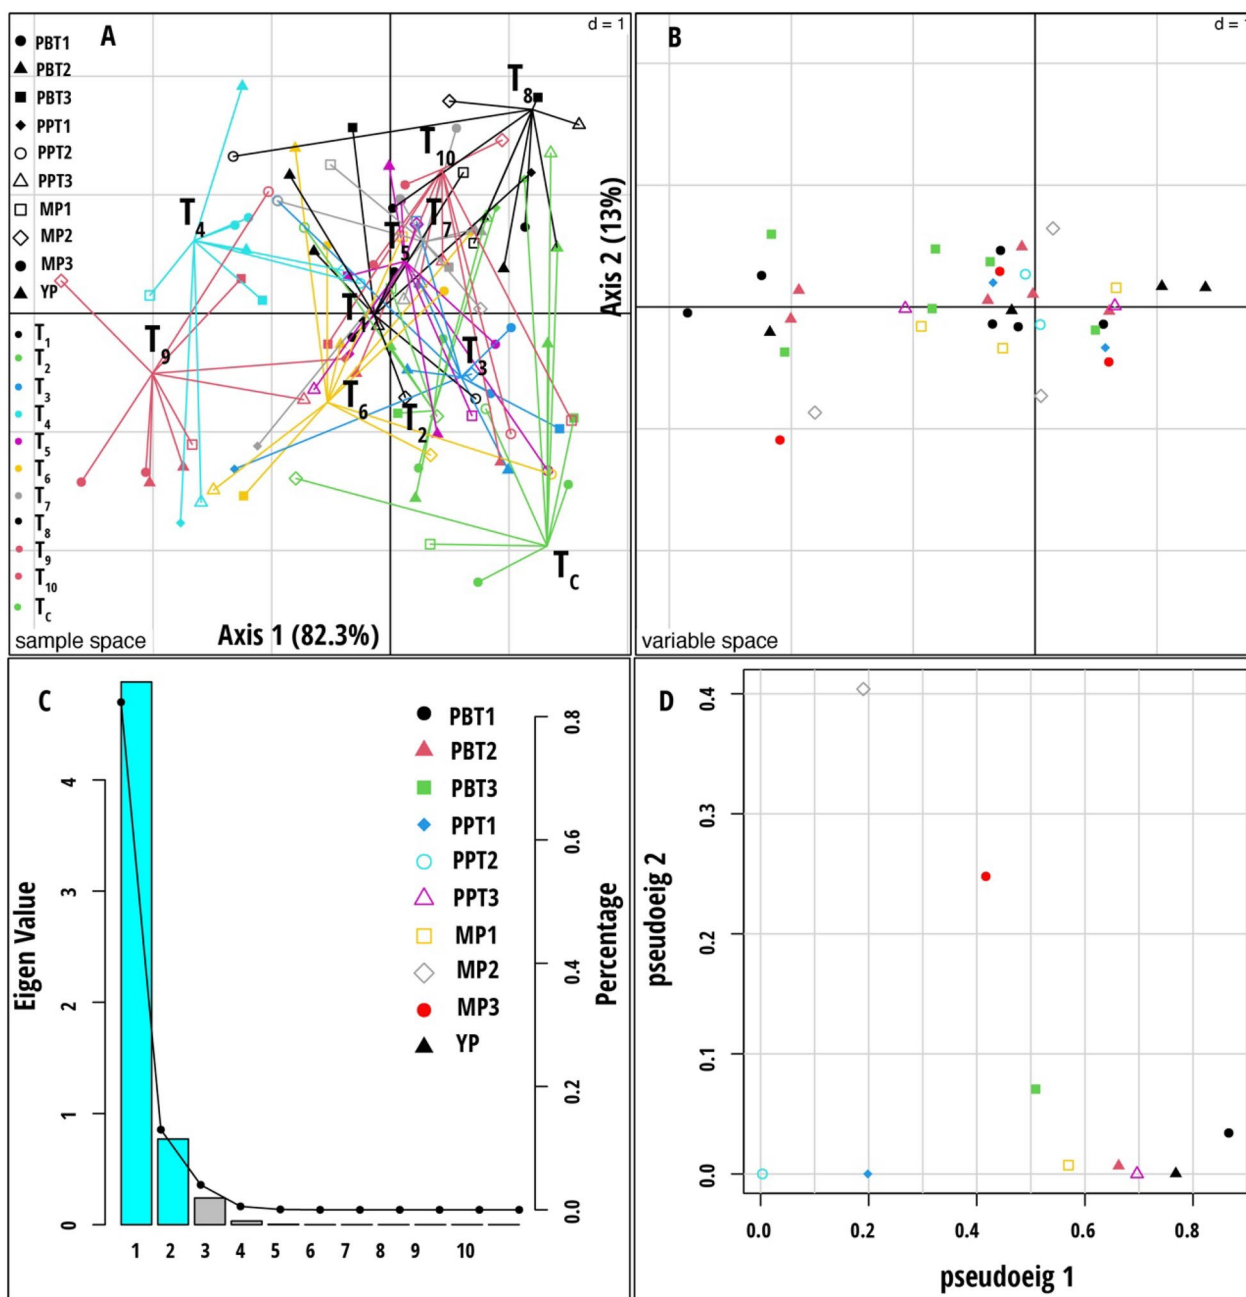 A
d = 1
PBT1
PBT2
PBT3
PPT1
PPT2
PPT3
MP1
MP2
MP3
YP
T1
T2
T3
T4
T5
T6
T7
T8
T9
T10
TC
T8
T10
T4
T7
T5
T1
T9
T3
T6
T2
TC
sample space
Axis 1 (82.3%)
B
d = 1
Axis 2 (13%)
variable space
C
Eigen Value
0
1
2
3
4
1 2 3 4 5 6 7 8 9 10
Percentage
0.0
0.2
0.4
0.6
0.8
PBT1
PBT2
PBT3
PPT1
PPT2
PPT3
MP1
MP2
MP3
YP
D
pseudoeig 2
0.4
0.3
0.2
0.1
0.0
0.0 0.2 0.4 0.6 0.8
pseudoeig 1